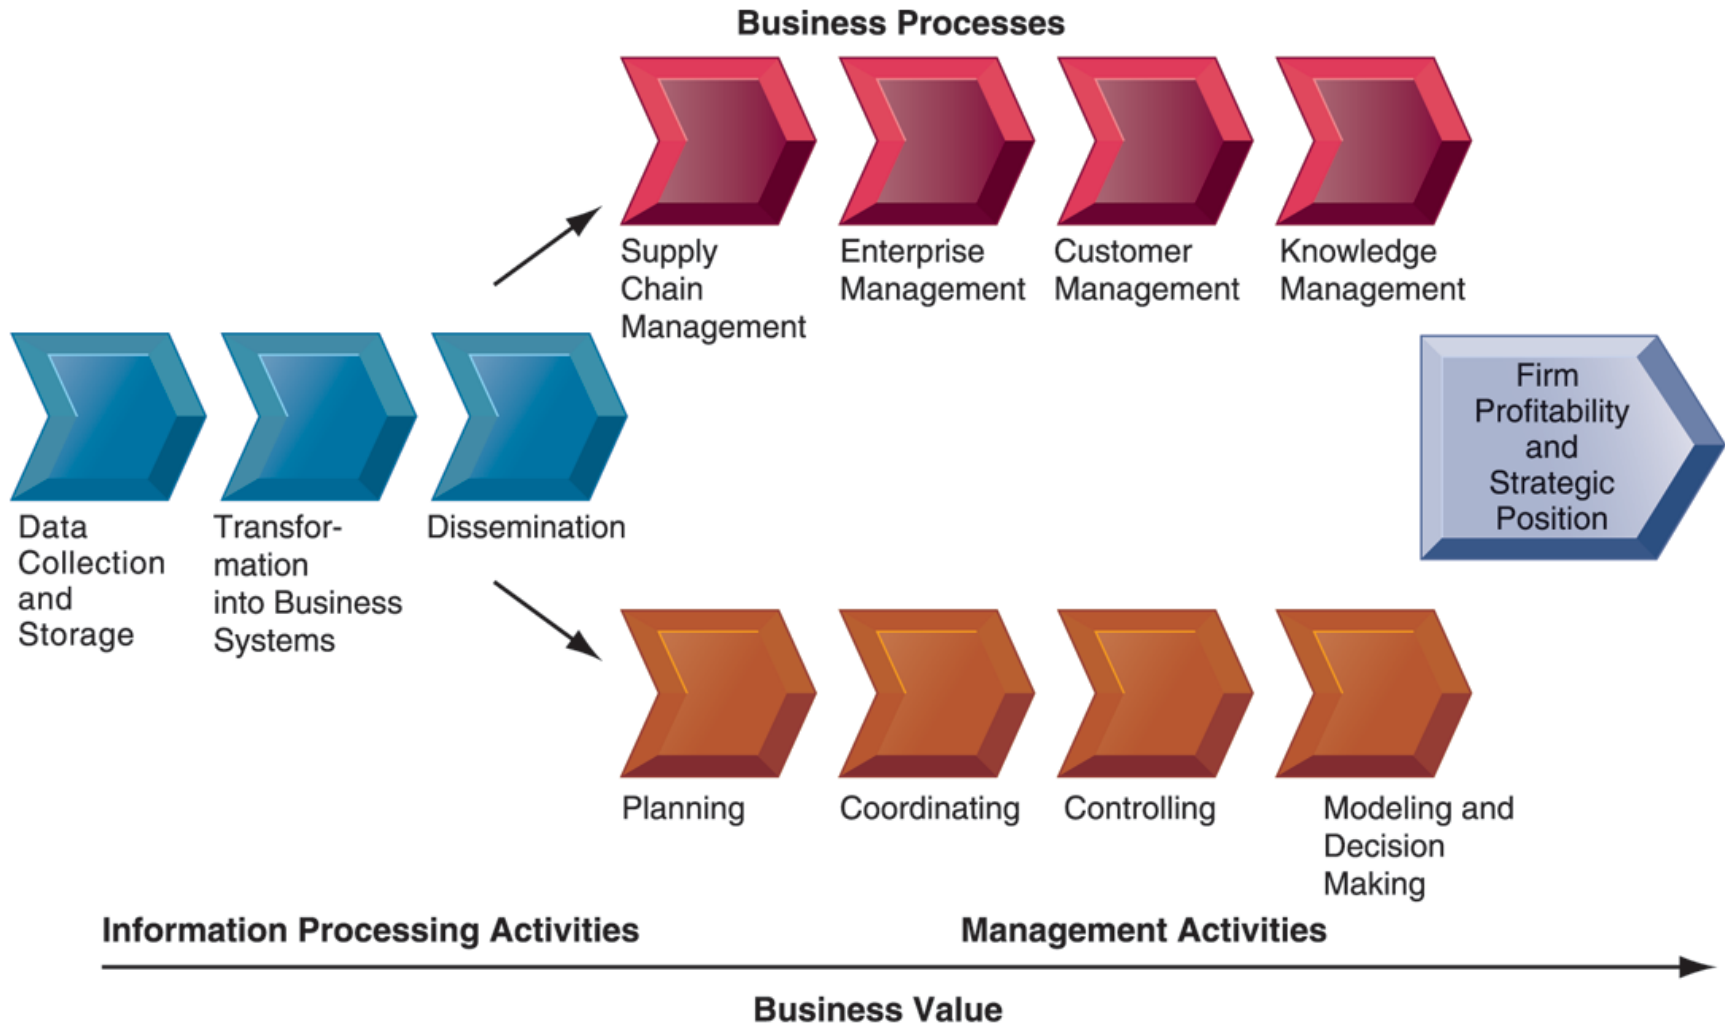 Business Processes
Supply
Chain
Management
Enterprise
Management
Customer
Management
Knowledge
Management
Data
Collection
and
Storage
Transfor-
mation
into Business
Systems
Dissemination
Firm
Profitability
and
Strategic
Position
Planning
Coordinating
Controlling
Modeling and
Decision
Making
Information Processing Activities
Management Activities
Business Value